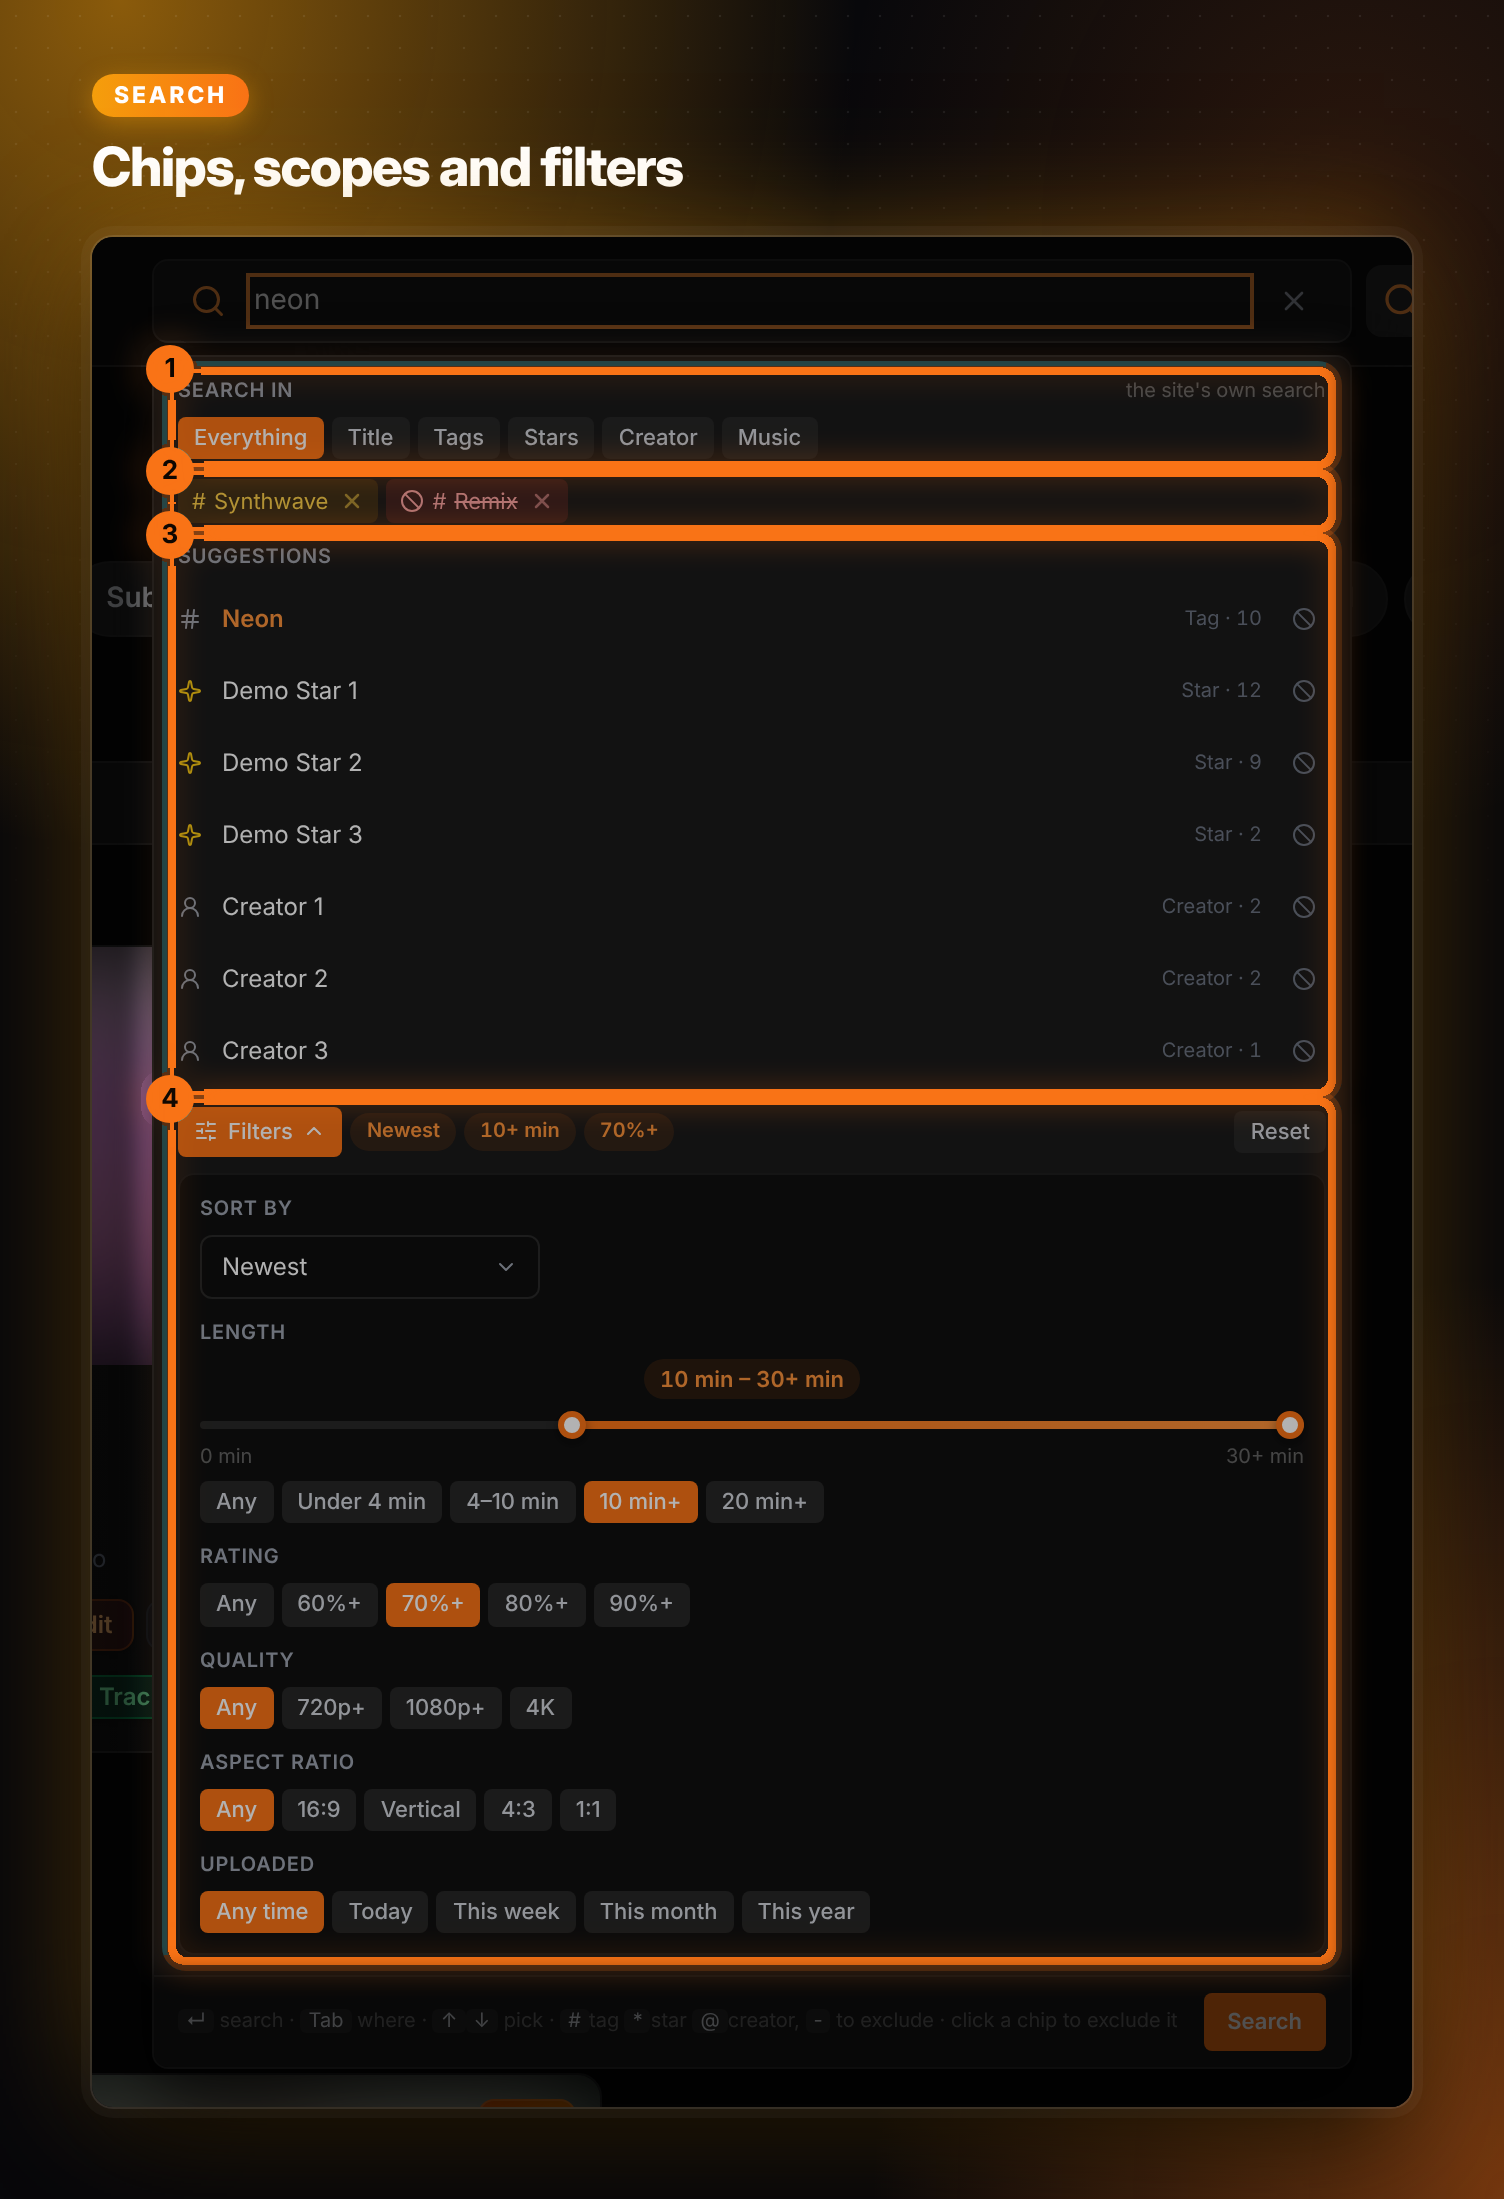 SEARCH
Chips, scopes and filters
neon
1
SEARCH IN
the site's own search
Everything Title Tags Stars Creator Music
2
# Synthwave
# Remix
3
SUGGESTIONS
# Neon Tag · 10
Demo Star 1 Star · 12
Demo Star 2 Star · 9
Demo Star 3 Star · 2
Creator 1 Creator · 2
Creator 2 Creator · 2
Creator 3 Creator · 1
4
Filters Newest 10+ min 70%+ Reset
SORT BY
Newest
LENGTH
10 min – 30+ min
0 min 30+ min
Any Under 4 min 4–10 min 10 min+ 20 min+
RATING
Any 60%+ 70%+ 80%+ 90%+
QUALITY
Any 720p+ 1080p+ 4K
ASPECT RATIO
Any 16:9 Vertical 4:3 1:1
UPLOADED
Any time Today This week This month This year
↵ search · Tab where · ↑ ↓ pick · # tag * star @ creator, - to exclude · click a chip to exclude it
Search